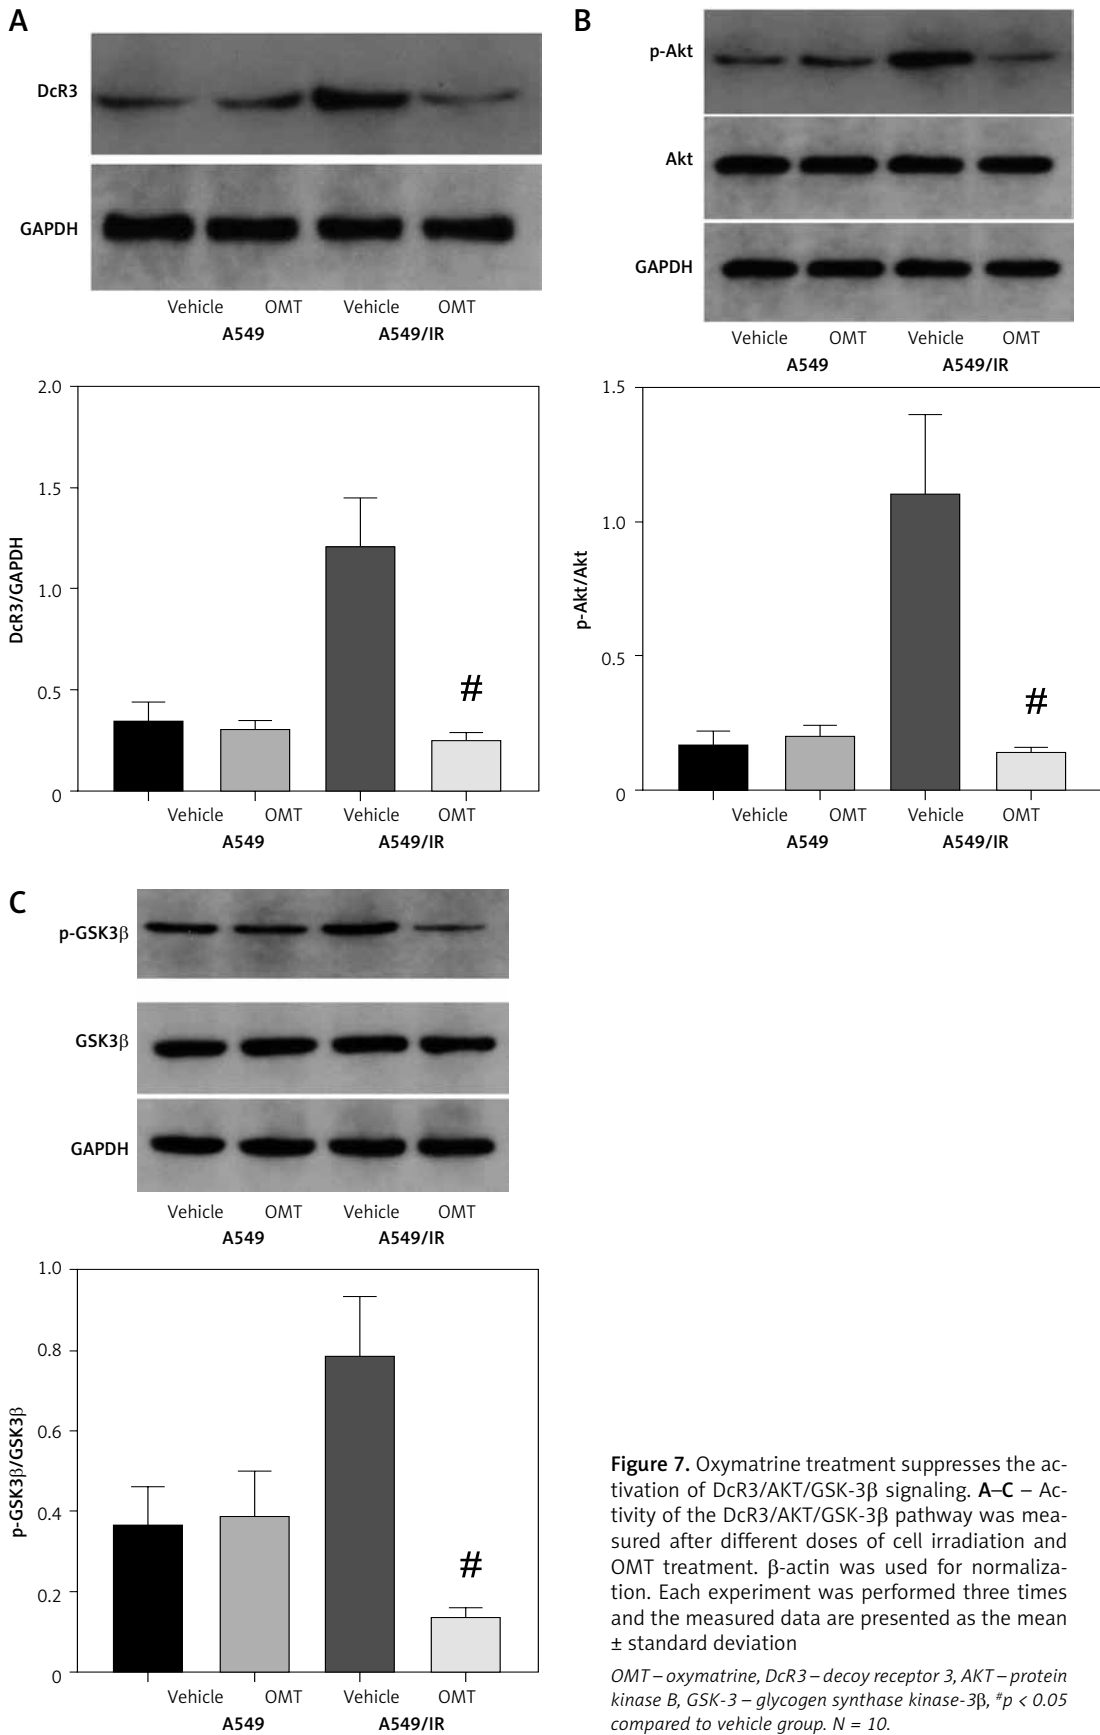 A
DcR3
GAPDH
Vehicle OMT Vehicle OMT
A549 A549/IR
2.0
1.5
1.0
0.5
0
DcR3/GAPDH
#
Vehicle OMT Vehicle OMT
A549 A549/IR
B
p-Akt
Akt
GAPDH
Vehicle OMT Vehicle OMT
A549 A549/IR
1.5
1.0
0.5
0
p-Akt/Akt
#
Vehicle OMT Vehicle OMT
A549 A549/IR
C
p-GSK3β
GSK3β
GAPDH
Vehicle OMT Vehicle OMT
A549 A549/IR
1.0
0.8
0.6
0.4
0.2
0
p-GSK3β/GSK3β
#
Vehicle OMT Vehicle OMT
A549 A549/IR
Figure 7. Oxymatrine treatment suppresses the ac-
tivation of DcR3/AKT/GSK-3β signaling. A–C – Ac-
tivity of the DcR3/AKT/GSK-3β pathway was mea-
sured after different doses of cell irradiation and
OMT treatment. β-actin was used for normaliza-
tion. Each experiment was performed three times
and the measured data are presented as the mean
± standard deviation
OMT – oxymatrine, DcR3 – decoy receptor 3, AKT – protein
kinase B, GSK-3 – glycogen synthase kinase-3β, #p < 0.05
compared to vehicle group. N = 10.